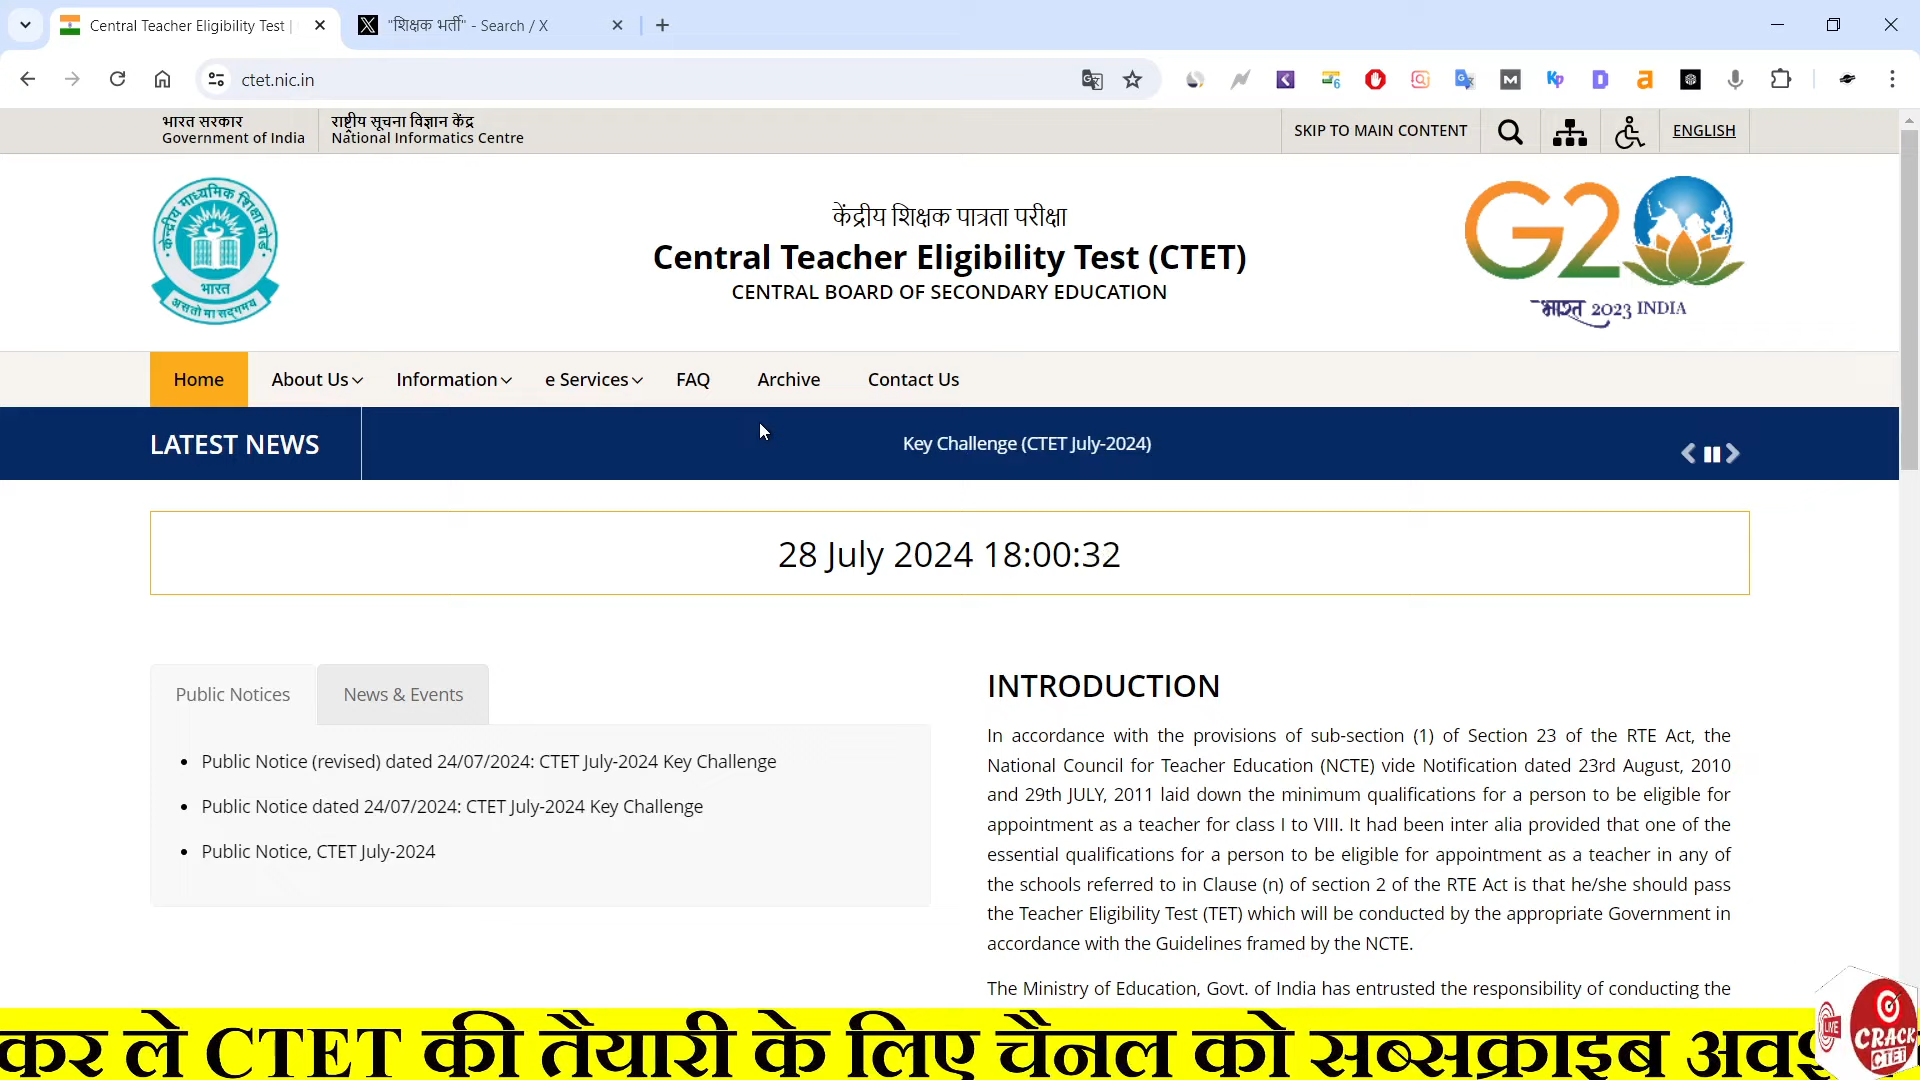 Central Teacher Eligibility Test |
"शिक्षक भर्ती" - Search / X
ctet.nic.in
भारत सरकार
Government of India
राष्ट्रीय सूचना विज्ञान केंद्र
National Informatics Centre
SKIP TO MAIN CONTENT
ENGLISH
केन्द्रीय माध्यमिक शिक्षा बोर्ड
भारत
असतो मा सद्गमय
केंद्रीय शिक्षक पात्रता परीक्षा
Central Teacher Eligibility Test (CTET)
CENTRAL BOARD OF SECONDARY EDUCATION
G20
भारत 2023 INDIA
Home
About Us
Information
e Services
FAQ
Archive
Contact Us
LATEST NEWS
Key Challenge (CTET July-2024)
28 July 2024 18:00:32
Public Notices
News & Events
Public Notice (revised) dated 24/07/2024: CTET July-2024 Key Challenge
Public Notice dated 24/07/2024: CTET July-2024 Key Challenge
Public Notice, CTET July-2024
INTRODUCTION
In accordance with the provisions of sub-section (1) of Section 23 of the RTE Act, the
National Council for Teacher Education (NCTE) vide Notification dated 23rd August, 2010
and 29th JULY, 2011 laid down the minimum qualifications for a person to be eligible for
appointment as a teacher for class I to VIII. It had been inter alia provided that one of the
essential qualifications for a person to be eligible for appointment as a teacher in any of
the schools referred to in Clause (n) of section 2 of the RTE Act is that he/she should pass
the Teacher Eligibility Test (TET) which will be conducted by the appropriate Government in
accordance with the Guidelines framed by the NCTE.
The Ministry of Education, Govt. of India has entrusted the responsibility of conducting the
कर ले CTET की तैयारी के लिए चैनल को सब्सक्राइब
LIVE
CRACK
CTET